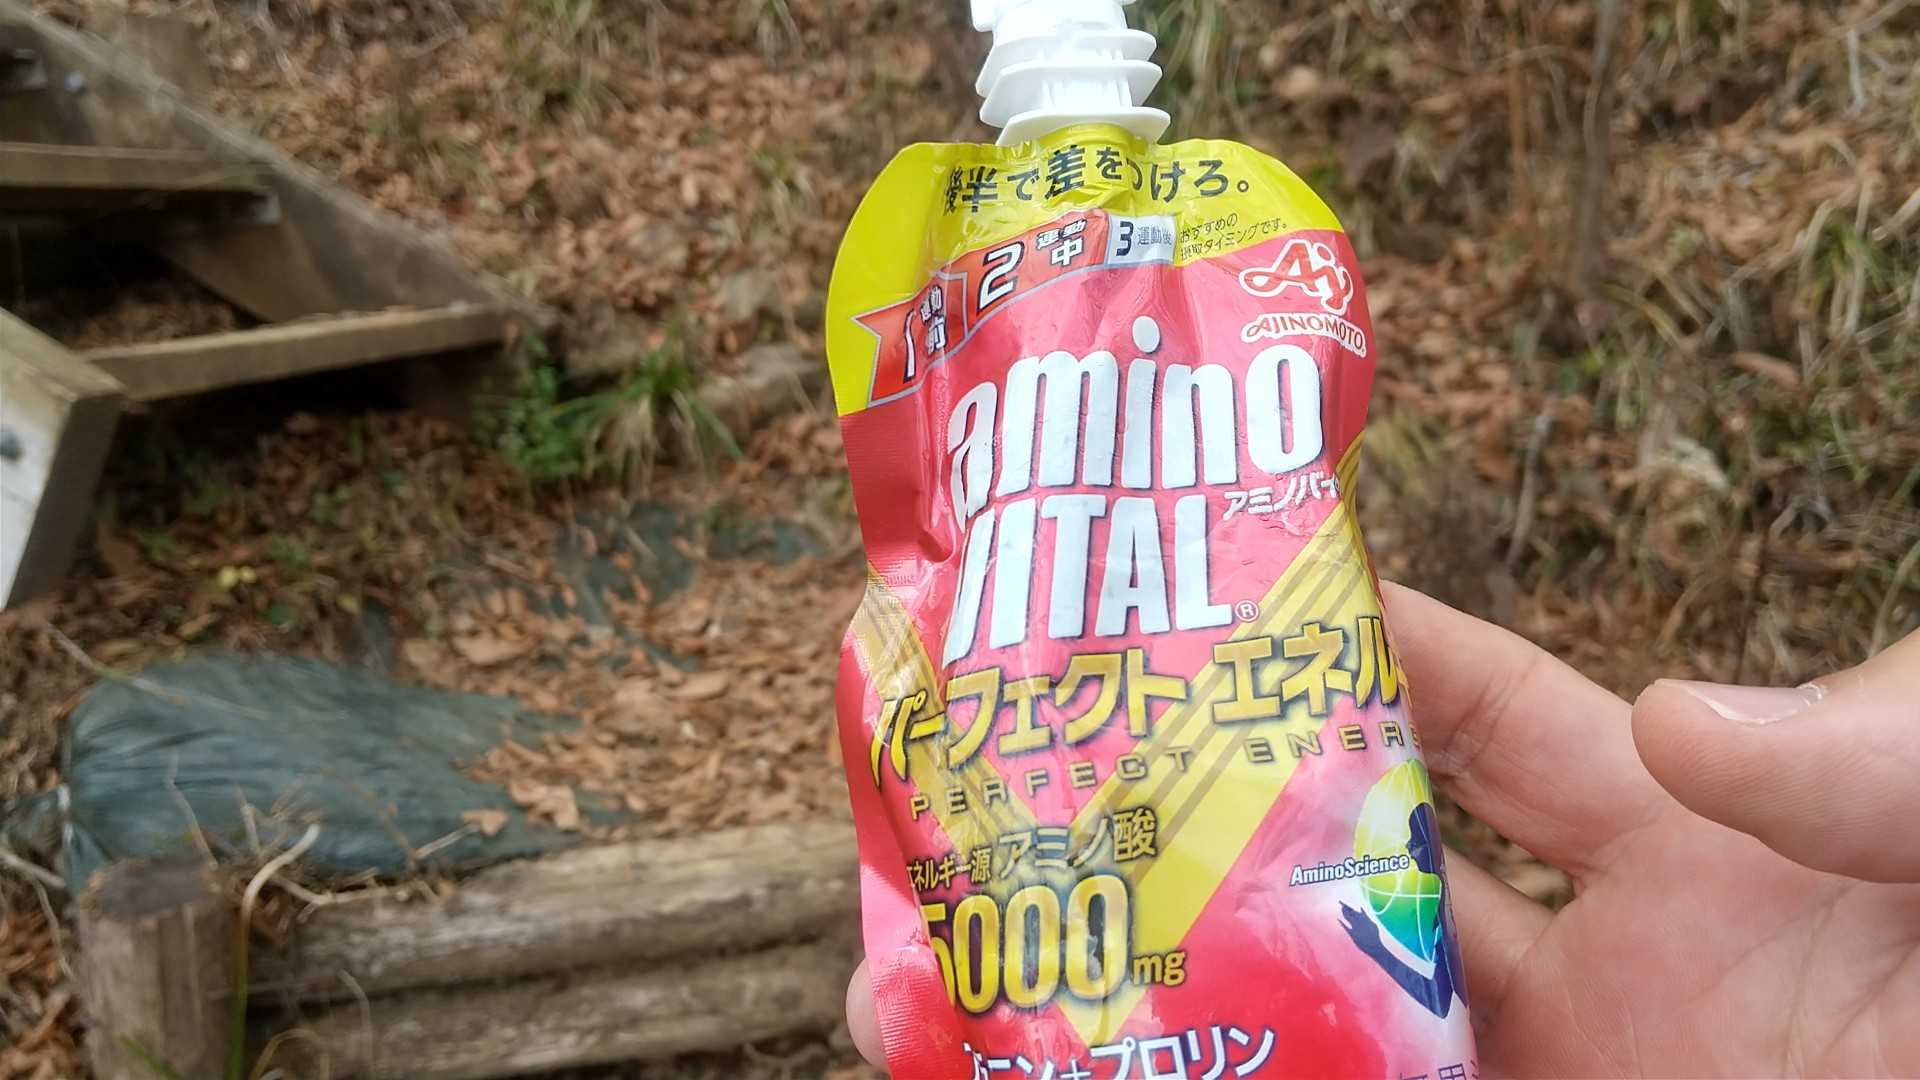 後半で差をつけろ。
1 運動前 2 運動中 3 運動後
おすすめの
摂取タイミングです。
Aj
AJINOMOTO
amino
VITAL®
アミノバイ
パーフェクト エネル
PERFECT ENER
エネルギー源 アミノ酸
5000mg
AminoScience
ニン+プロリン